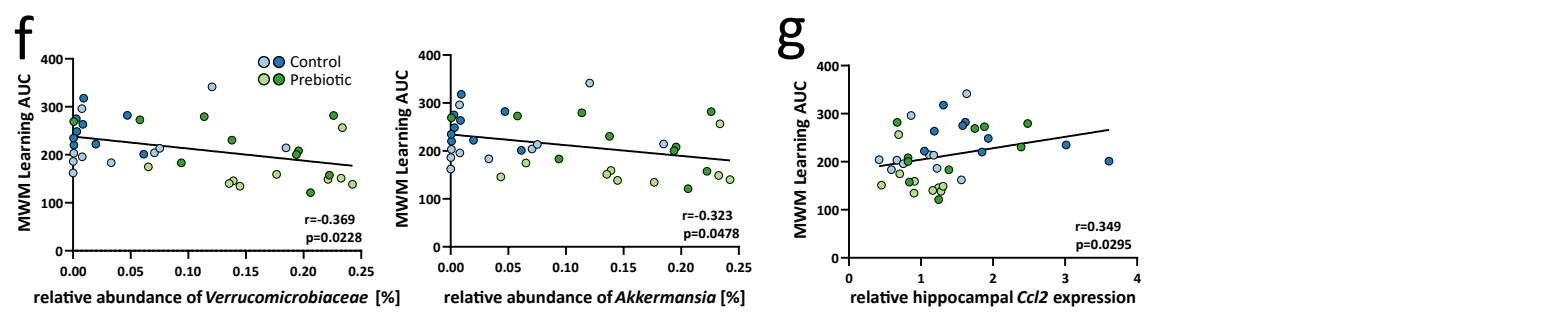 f
MWM Learning AUC
400
300
200
100
0
0.00 0.05 0.10 0.15 0.20 0.25
relative abundance of Verrucomicrobiaceae [%]
Control
Prebiotic
r=-0.369
p=0.0228
MWM Learning AUC
400
300
200
100
0
0.00 0.05 0.10 0.15 0.20 0.25
relative abundance of Akkermansia [%]
r=-0.323
p=0.0478
g
MWM Learning AUC
400
300
200
100
0
0 1 2 3 4
relative hippocampal Ccl2 expression
r=0.349
p=0.0295